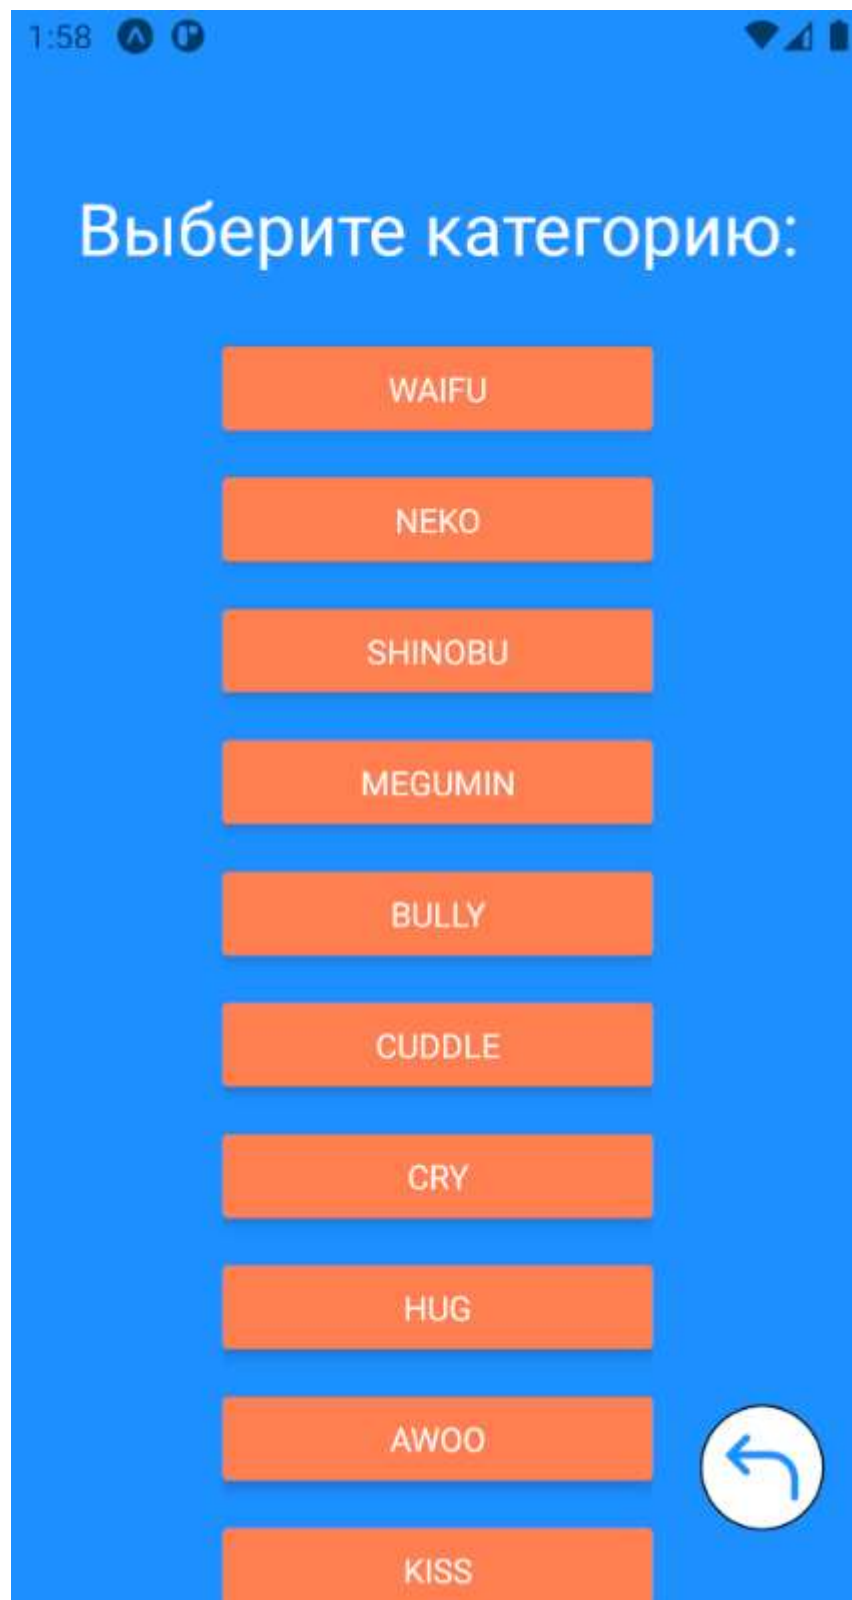 1:58
Выберите категорию:
WAIFU
NEKO
SHINOBU
MEGUMIN
BULLY
CUDDLE
CRY
HUG
AWOO
KISS